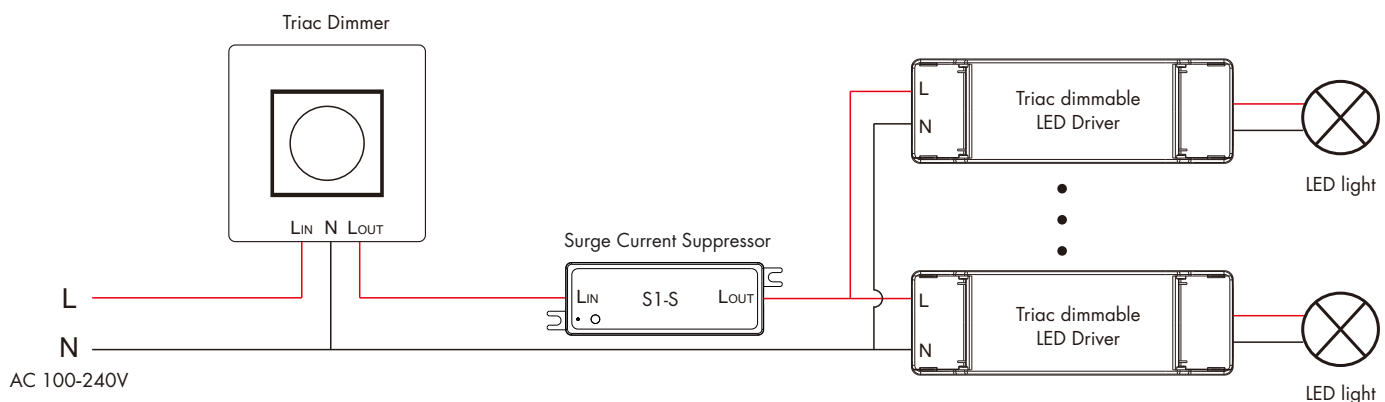 Triac Dimmer
LIN N LOUT
L
N
AC 100-240V
Surge Current Suppressor
LIN S1-S LOUT
L
N
Triac dimmable
LED Driver
LED light
L
N
Triac dimmable
LED Driver
LED light